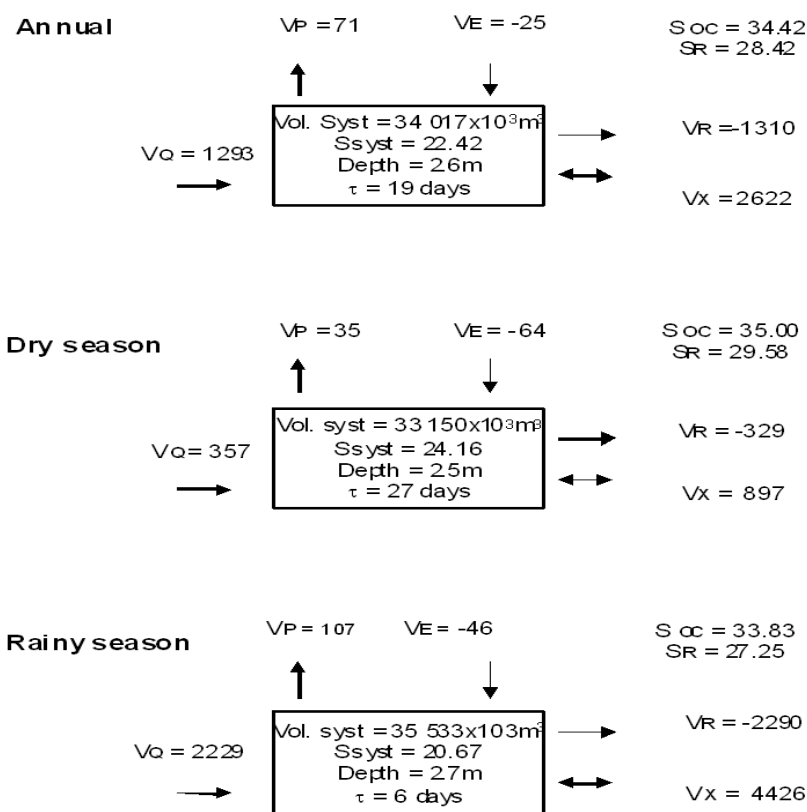 Annual
VP = 71 VE = -25 Soc = 34.42
SR = 28.42
Vol. Syst = 34 017x10³m³
Ssyst = 22.42
Depth = 2.6m
τ = 19 days
VQ = 1293
VR = -1310
Vx = 2622
Dry season
VP = 35 VE = -64 Soc = 35.00
SR = 29.58
Vol. syst = 33 150x10³m³
Ssyst = 24.16
Depth = 2.5m
τ = 27 days
VQ = 357
VR = -329
Vx = 897
Rainy season
VP = 107 VE = -46 Soc = 33.83
SR = 27.25
Vol. syst = 35 533x103m³
Ssyst = 20.67
Depth = 2.7m
τ = 6 days
VQ = 2229
VR = -2290
Vx = 4426